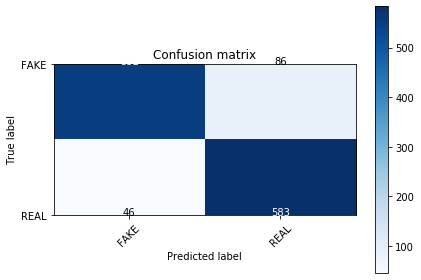 Confusion matrix
FAKE
86
500
400
300
200
100
True label
REAL
46
583
FAKE
REAL
Predicted label